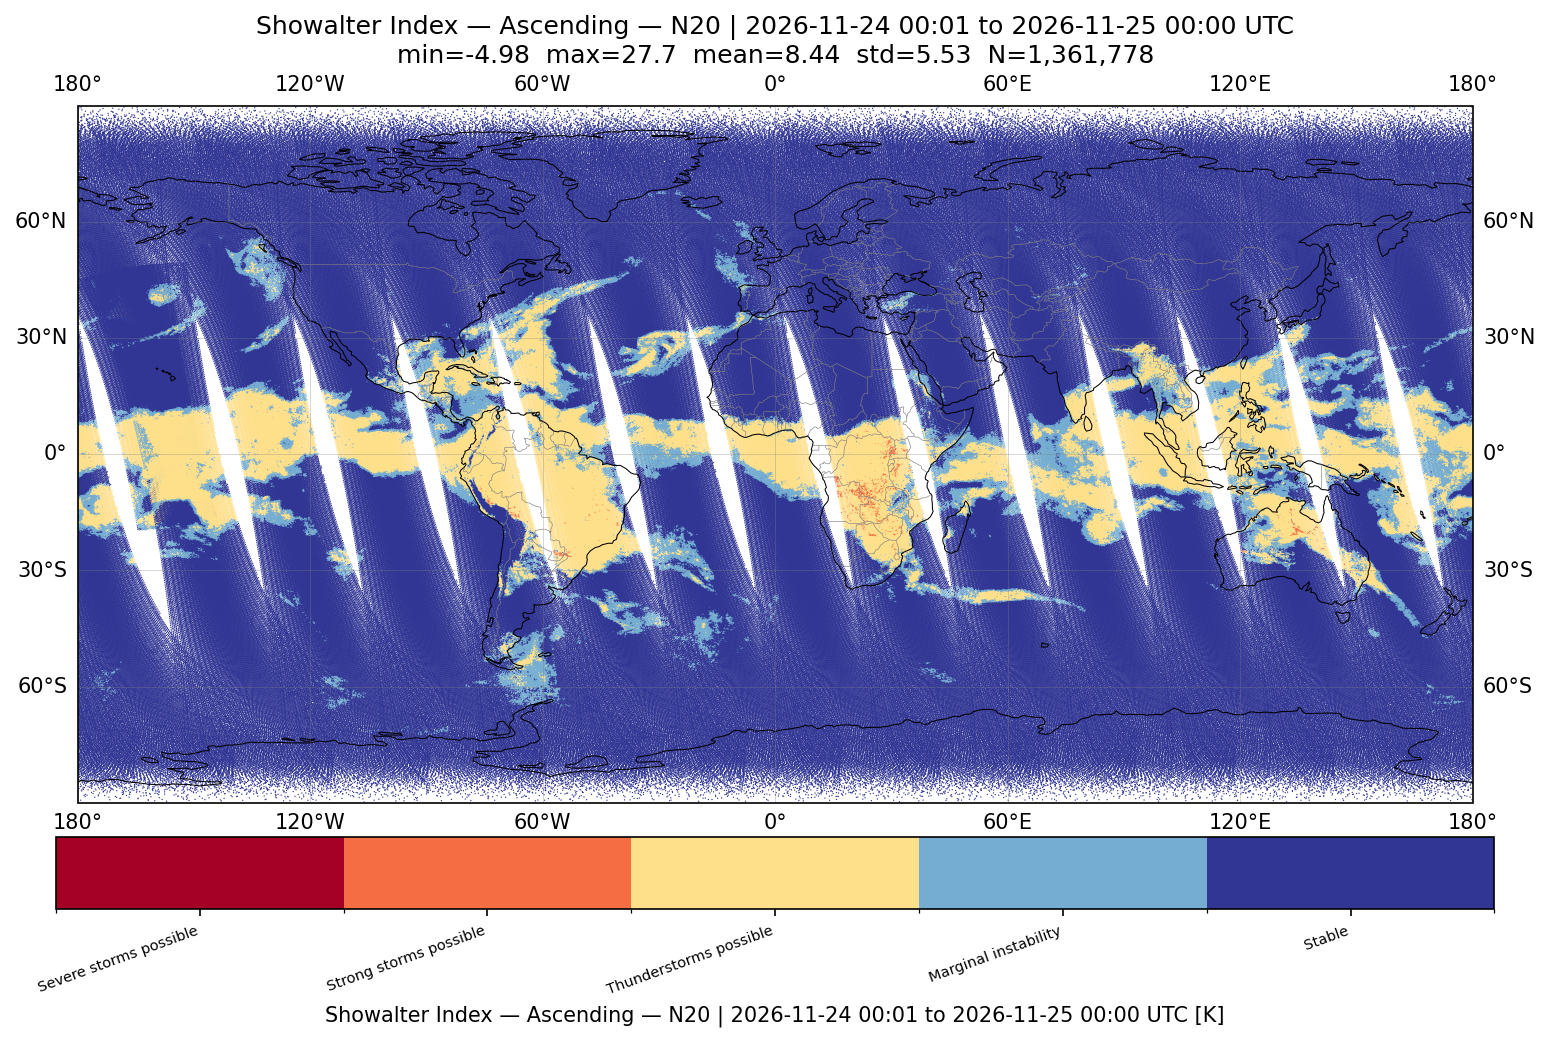 Showalter Index — Ascending — N20 | 2026-11-24 00:01 to 2026-11-25 00:00 UTC
min=-4.98 max=27.7 mean=8.44 std=5.53 N=1,361,778
180° 120°W 60°W 0° 60°E 120°E 180°
60°N 60°N
30°N 30°N
0° 0°
30°S 30°S
60°S 60°S
180° 120°W 60°W 0° 60°E 120°E 180°
Severe storms possible
Strong storms possible
Thunderstorms possible
Marginal instability
Stable
Showalter Index — Ascending — N20 | 2026-11-24 00:01 to 2026-11-25 00:00 UTC [K]